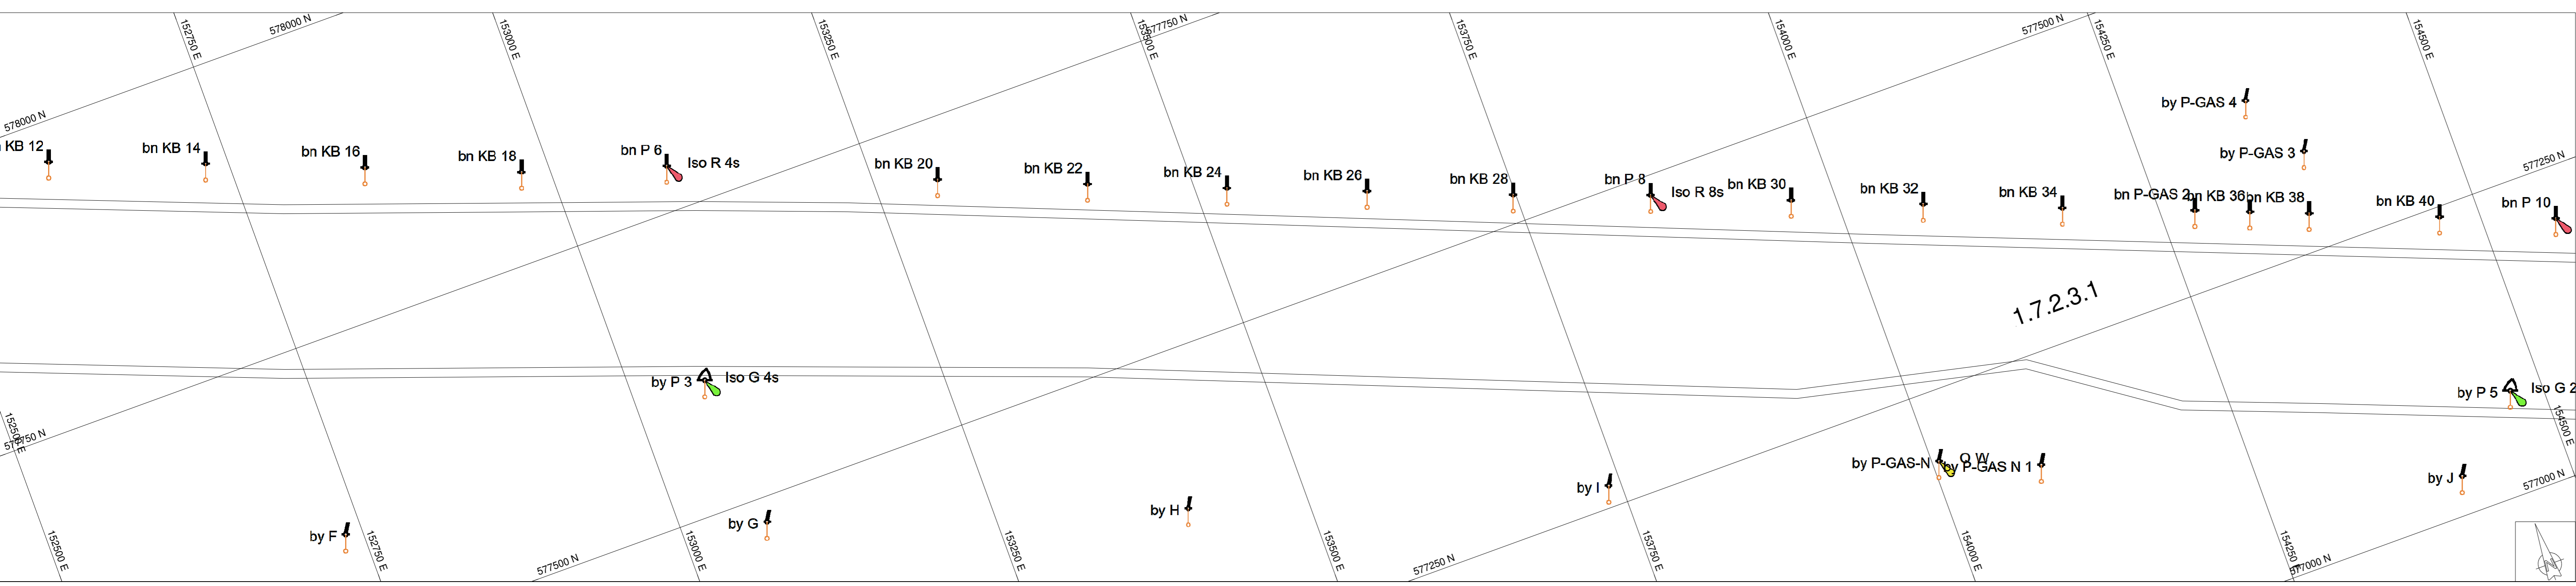 152750 E
578000 N
153000 E
153250 E
153500 E
577750 N
153750 E
154000 E
577500 N
154250 E
154500 E
578000 N
KB 12
bn KB 14
bn KB 16
bn KB 18
bn P 6
Iso R 4s
bn KB 20
bn KB 22
bn KB 24
bn KB 26
bn KB 28
bn P 8
Iso R 8s
bn KB 30
bn KB 32
bn KB 34
bn P-GAS 2
bn KB 36
bn KB 38
bn KB 40
bn P 10
by P-GAS 4
by P-GAS 3
577250 N
1.7.2.3.1
by P 3
Iso G 4s
by P 5
Iso G 2
152500 E
577750 N
154500 E
by P-GAS-N
Q W
by P-GAS N 1
by I
by J
577000 N
by H
by G
by F
152500 E
152750 E
577500 N
153000 E
153250 E
153500 E
577250 N
153750 E
154000 E
154250 E
577000 N
N